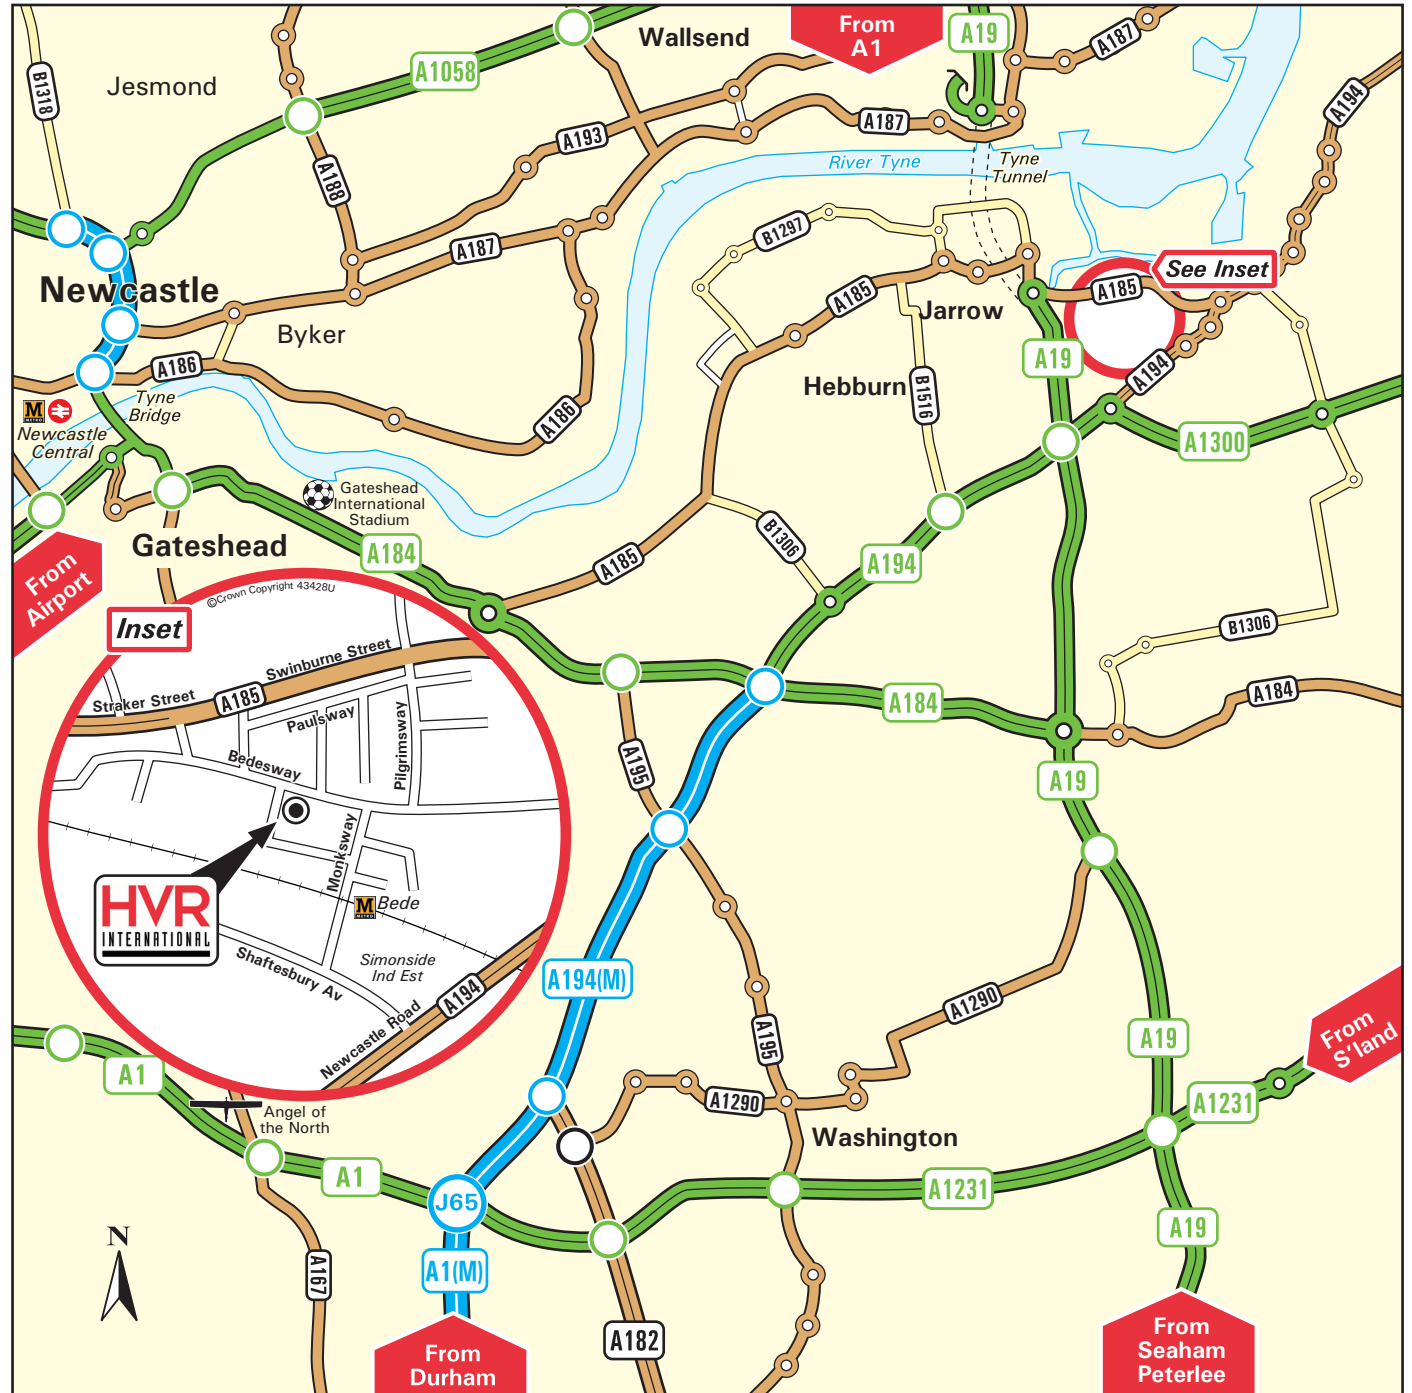 From
A1
A19
Wallsend
A187
A1058
Jesmond
B1318
A194
A193
A187
A188
River Tyne
Tyne
Tunnel
B1297
A187
See Inset
Newcastle
A185
A185
Jarrow
Byker
A19
A186
A194
Hebburn
B1516
Tyne
Bridge
M
METRO
Newcastle
Central
A186
A1300
Gateshead
International
Stadium
B1306
Gateshead
A184
A185
A194
From
Airport
©Crown Copyright 43428U
Inset
B1306
Swinburne Street
Straker Street
A185
A184
A184
Paulsway
Pilgrimsway
A195
Bedesway
A19
Monksway
HVR
INTERNATIONAL
M
METRO
Bede
Simonside
Ind Est
Shaftesbury Av
A194
Newcastle Road
A194(M)
A1290
A195
A19
From
S'land
A1
A1290
A1231
Angel of
the North
Washington
A1
A1231
J65
A19
N
A167
A1(M)
A182
From
Durham
From
Seaham
Peterlee